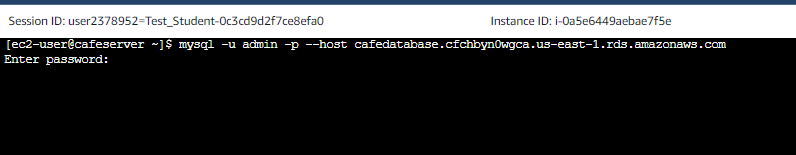 Session ID: user2378952=Test_Student-0c3cd9d2f7ce8efa0 Instance ID: i-0a5e6449aebae7f5e
[ec2-user@cafeserver ~]$ mysql -u admin -p --host cafedatabase.cfchbyn0wgca.us-east-1.rds.amazonaws.com
Enter password: